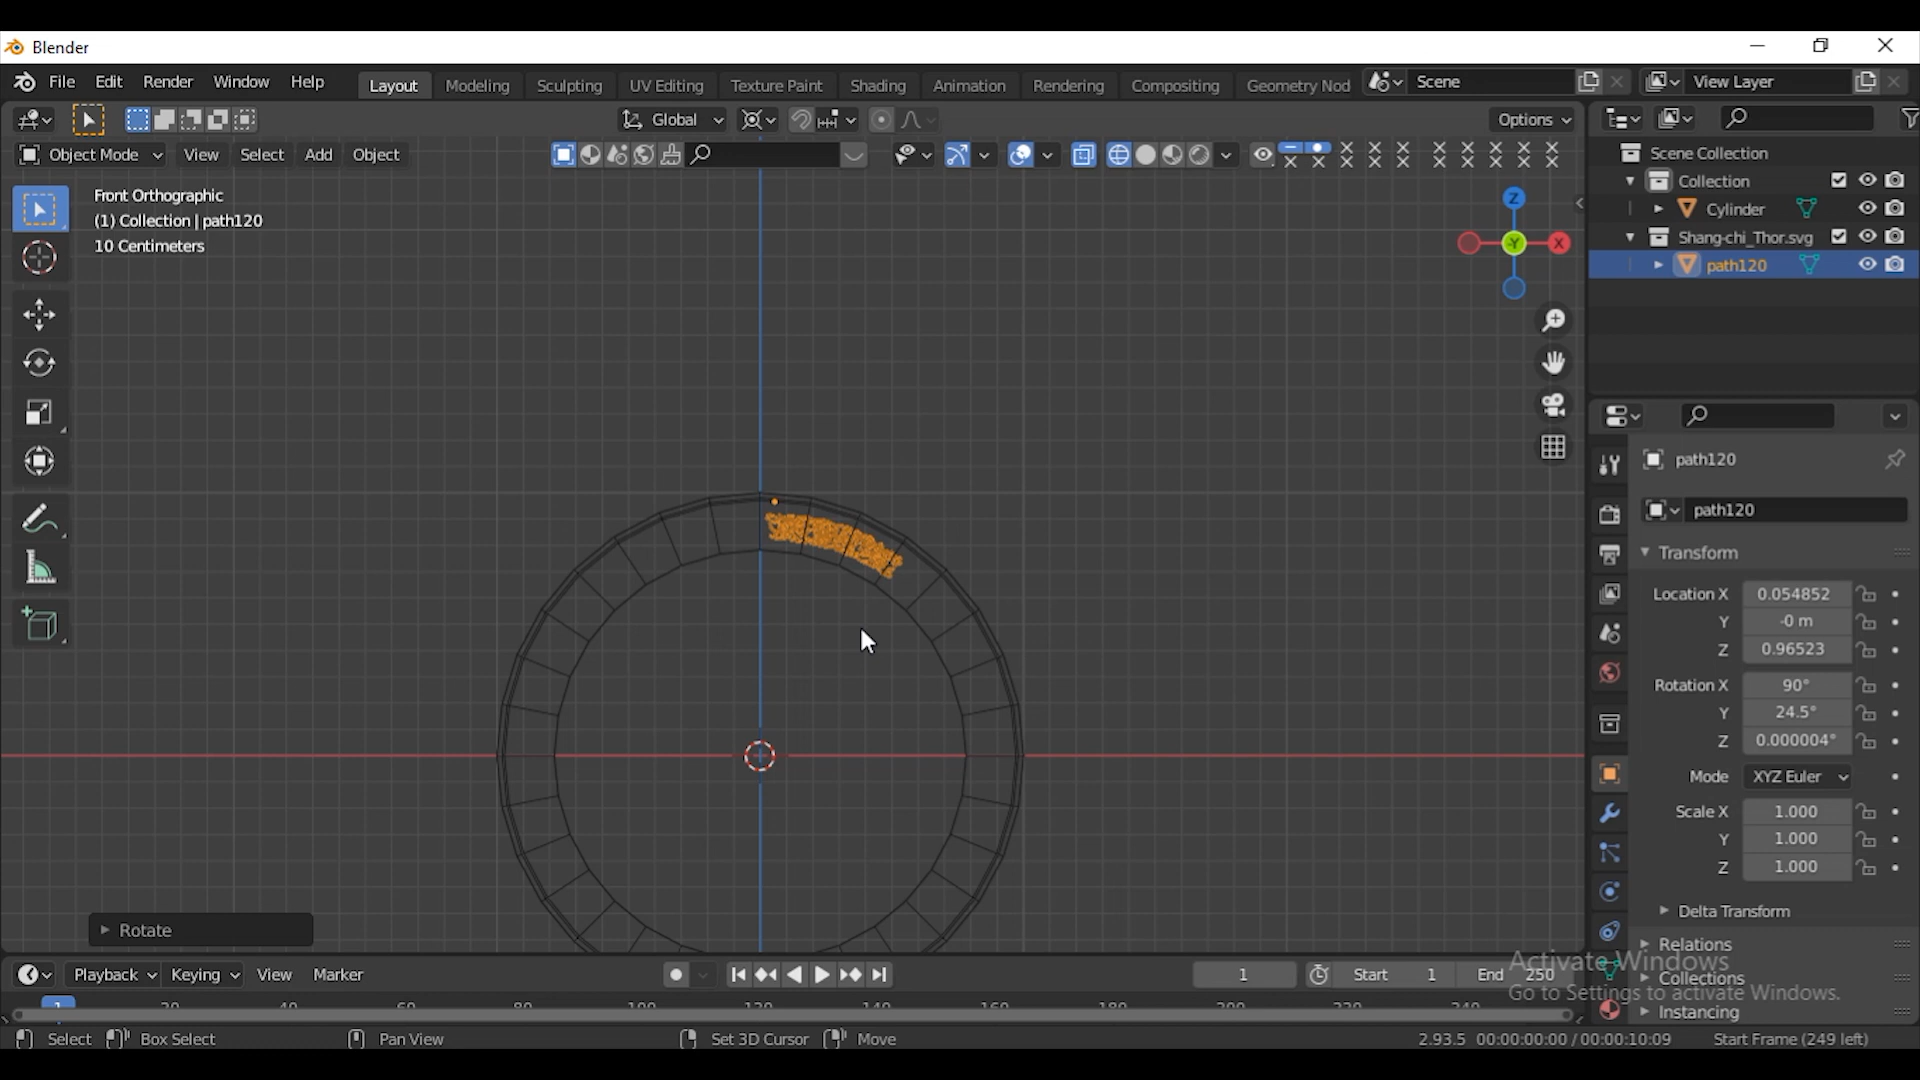 Blender
File Edit Render Window Help Layout Modeling Sculpting UV Editing Texture Paint Shading Animation Rendering Compositing Geometry Nod Scene View Layer
Global Options
Object Mode View Select Add Object
Front Orthographic
(1) Collection | path120
10 Centimeters
Z
Y
X
Scene Collection
Collection
Cylinder
Shang-chi_Thor.svg
path120
path120
path120
Transform
Location X 0.054852
Y -0 m
Z 0.96523
Rotation X 90°
Y 24.5°
Z 0.000004°
Mode XYZ Euler
Scale X 1.000
Y 1.000
Z 1.000
Delta Transform
Relations
Collections
Instancing
Activate Windows
Go to Settings to activate Windows.
Rotate
Playback Keying View Marker 1 Start 1 End 250
1
Select Box Select Pan View Set 3D Cursor Move 2.93.5 00:00:00:00 / 00:00:10:09 Start Frame (249 left)